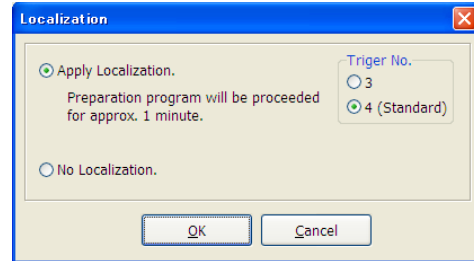 Localization
Apply Localization.
Preparation program will be proceeded
for approx. 1 minute.
Triger No.
3
4 (Standard)
No Localization.
OK
Cancel